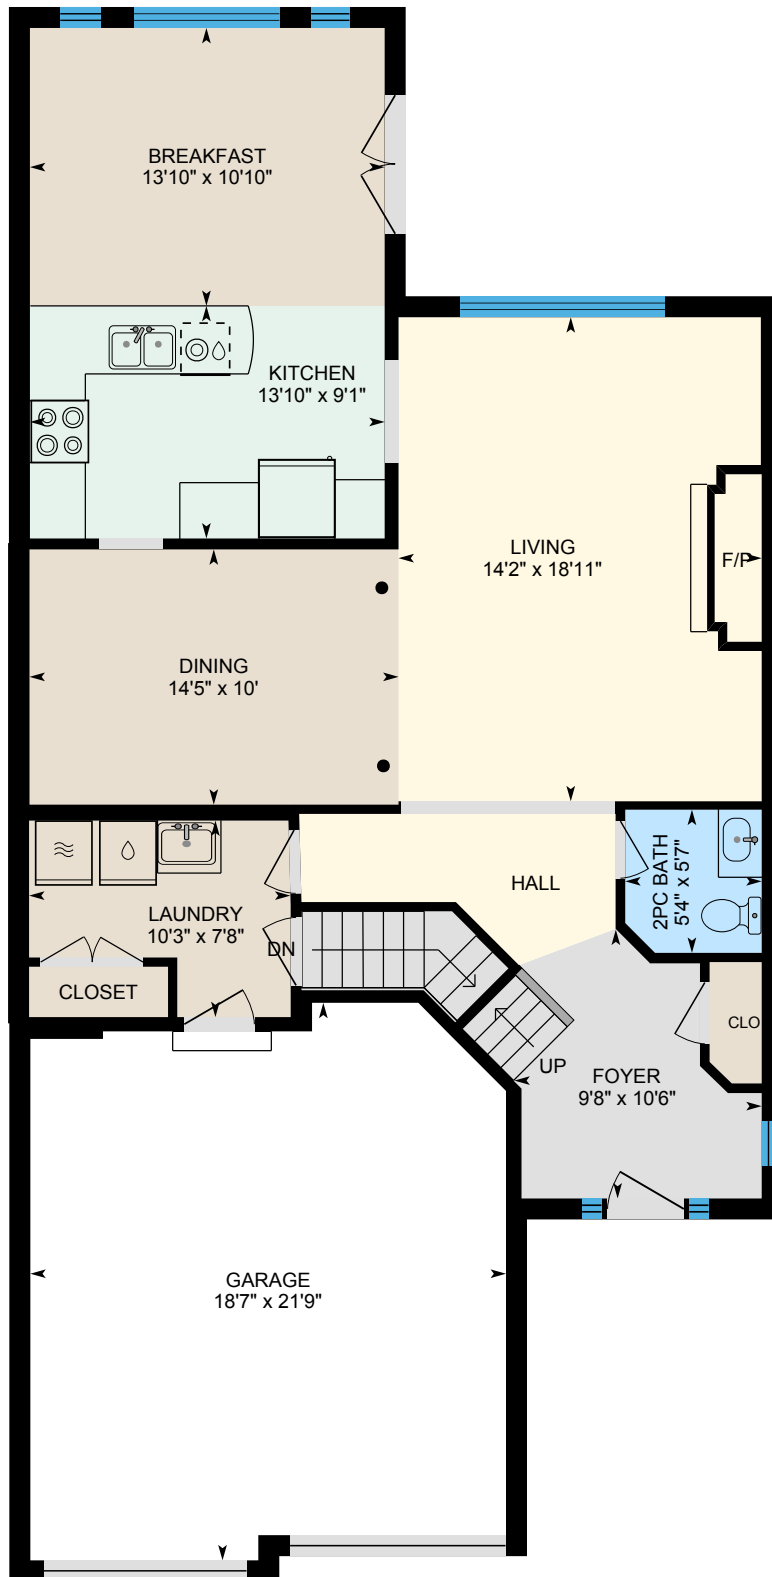 BREAKFAST
13'10" x 10'10"
KITCHEN
13'10" x 9'1"
LIVING
14'2" x 18'11"
F/P
DINING
14'5" x 10'
2PC BATH
5'4" x 5'7"
HALL
LAUNDRY
10'3" x 7'8"
DN
CLOSET
CLO
UP
FOYER
9'8" x 10'6"
GARAGE
18'7" x 21'9"